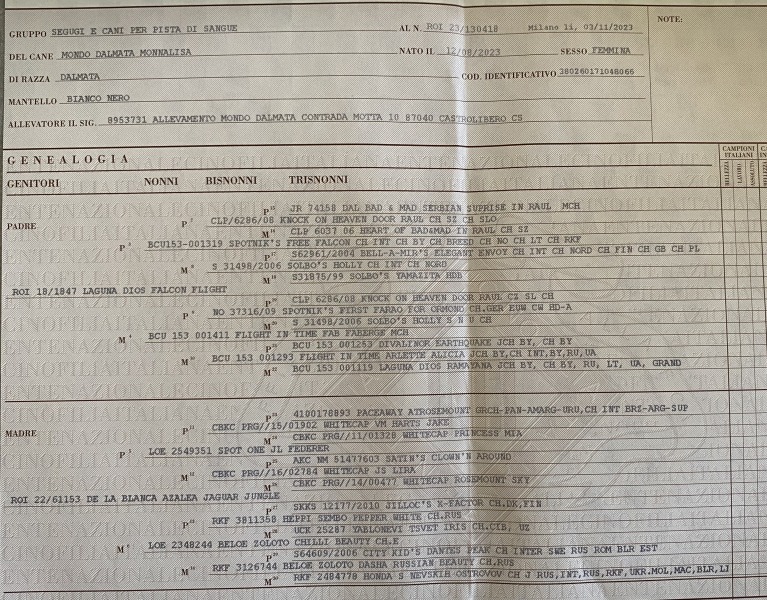 GRUPPO SEGUGI E CANI PER PISTA DI SANGUE AL N. ROI 23/130418 Milano li, 03/11/2023 NOTE:
DEL CANE MONDO DALMATA MONNALISA NATO IL 12/08/2023 SESSO FEMMINA
DI RAZZA DALMATA COD. IDENTIFICATIVO 380260171048066
MANTELLO BIANCO NERO
ALLEVATORE IL SIG. 8953731 ALLEVAMENTO MONDO DALMATA CONTRADA MOTTA 10 87040 CASTROLIBERO CS
GENEALOGIA CAMPIONI ITALIANI
BELLEZZA LAVORO ASSOLUTO BELLEZZA
GENITORI NONNI BISNONNI TRISNONNI
P JR 74158 DAL BAD & MAD SERBIAN SUPRISE IN RAUL MCH
PADRE P CLP/6286/08 KNOCK ON HEAVEN DOOR RAUL CH SZ CH SLO
M CLP 6037 06 HEART OF BAD&MAD IN RAUL CH SZ
P BCU153-001319 SPOTNIK'S FREE FALCON CH INT CH BY CH BREED CH NO CH LT CH RKF
P S62961/2004 BELL-A-MIR'S ELEGANT ENVOY CH INT CH NORD CH FIN CH GB CH PL
M S 31498/2006 SOLBO'S HOLLY CH INT CH NORD
M S31875/99 SOLBO'S YAMAZITA HDB
ROI 18/1847 LAGUNA DIOS FALCON FLIGHT
P CLP 6286/08 KNOCK ON HEAVEN DOOR RAUL CZ SL CH
P NO 37316/09 SPOTNIK'S FIRST FARAO FOR ORMOND CH.GER EUW CW HD-A
M S 31498/2006 SOLBO'S HOLLY S N U CH
M BCU 153 001411 FLIGHT IN TIME FAB FABERGE MCH
P BCU 153 001263 DIVALINOR EARTHQUAKE JCH BY, CH BY
M BCU 153 001293 FLIGHT IN TIME ARLETTE ALICIA JCH BY,CH INT,BY,RU,UA
M BCU 153 001119 LAGUNA DIOS RAMAYANA JCH BY, CH BY, RU, LT, UA, GRAND
P 4100178893 PACEAWAY ATROSEMOUNT GRCH-PAN-AMARG-URU,CH INT BRZ-ARG-SUP
MADRE P CBKC PRG//15/01902 WHITECAP VM HARTS JAKE
M CBKC PRG//11/01328 WHITECAP PRINCESS MIA
P LOE 2549351 SPOT ONE JL FEDERER
P AKC NM 51477603 SATIN'S CLOWN'N AROUND
M CBKC PRG//16/02784 WHITECAP JS LIRA
M CBKC PRG//14/00477 WHITECAP ROSEMOUNT SKY
ROI 22/61153 DE LA BLANCA AZALEA JAGUAR JUNGLE
P SKKS 12177/2010 JILLOC'S X-FACTOR CH.DK,FIN
P RKF 3811358 HEPPI SEMBO PEPPER WHITE CH.RUS
M UCK 25287 YABLONEVI TSVET IRIS CH.CIB, UZ
M LOE 2348244 BELOE ZOLOTO CHILLI BEAUTY CH.E
P S64609/2006 CITY KID'S DANTES PEAK CH INTER SWE RUS ROM BLR EST
M RKF 3126744 BELOE ZOLOTO DASHA RUSSIAN BEAUTY CH,RUS
M RKF 2484778 HONDA S NEVSKIH OSTROVOV CH J RUS,INT,RUS,RKF,UKR.MOL,MAC,BLR,LI